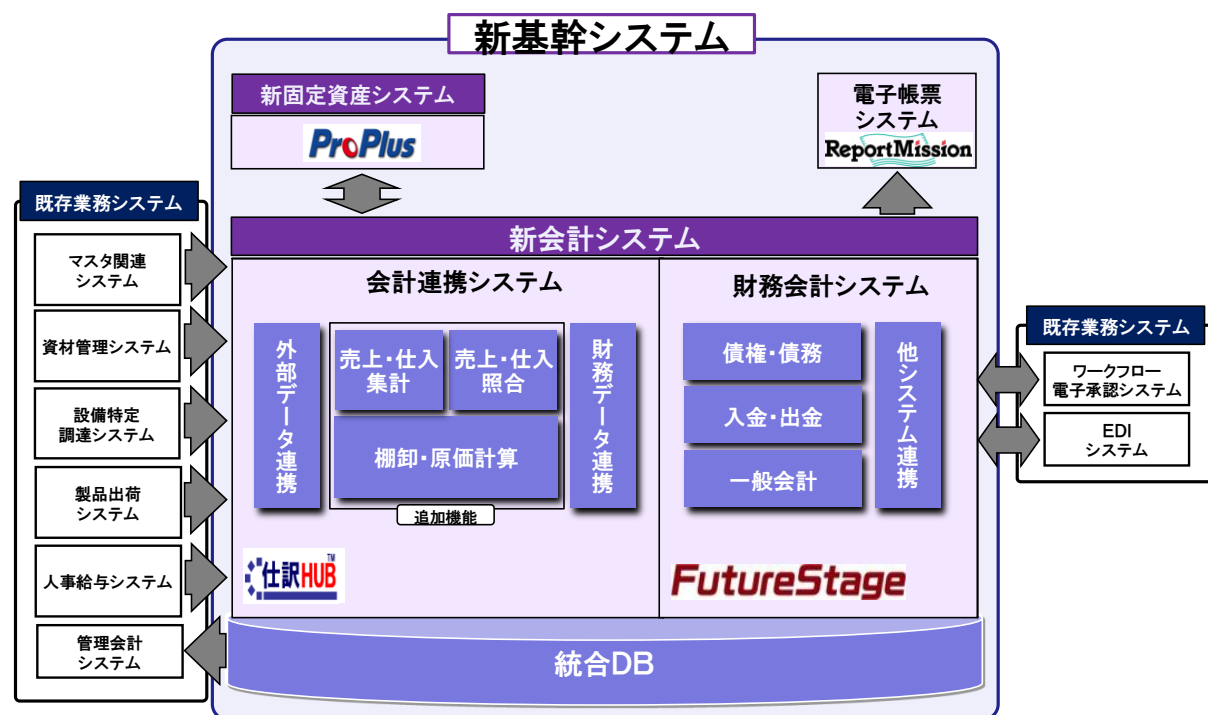 新基幹システム
新固定資産システム
ProPlus
電子帳票
システム
ReportMission
既存業務システム
マスタ関連
システム
資材管理システム
設備特定
調達システム
製品出荷
システム
人事給与システム
管理会計
システム
新会計システム
会計連携システム
外部データ連携
売上・仕入
集計
売上・仕入
照合
棚卸・原価計算
追加機能
財務データ連携
仕訳HUB™
財務会計システム
債権・債務
入金・出金
一般会計
他システム連携
FutureStage
統合DB
既存業務システム
ワークフロー
電子承認システム
EDI
システム